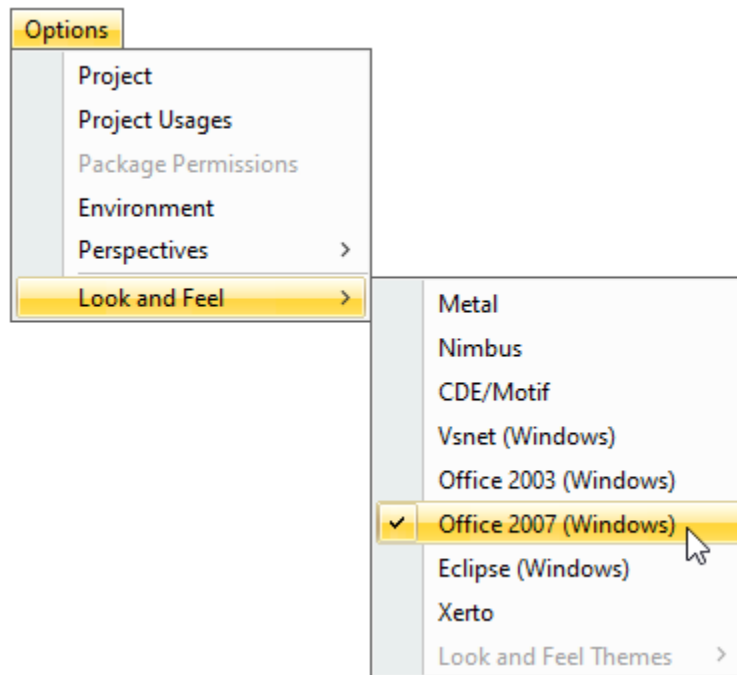 Options
Project
Project Usages
Package Permissions
Environment
Perspectives
Look and Feel
Metal
Nimbus
CDE/Motif
Vsnet (Windows)
Office 2003 (Windows)
Office 2007 (Windows)
Eclipse (Windows)
Xerto
Look and Feel Themes